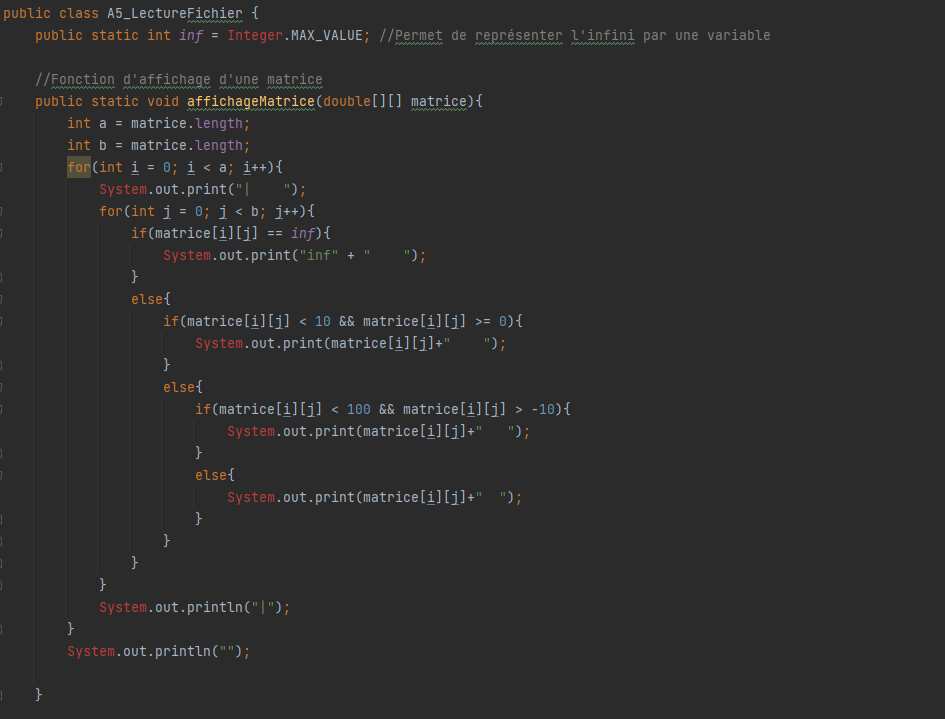 public class A5_LectureFichier {
    public static int inf = Integer.MAX_VALUE; //Permet de représenter l'infini par une variable
    //Fonction d'affichage d'une matrice
    public static void affichageMatrice(double[][] matrice){
        int a = matrice.length;
        int b = matrice.length;
        for(int i = 0; i < a; i++){
            System.out.print("|    ");
            for(int j = 0; j < b; j++){
                if(matrice[i][j] == inf){
                    System.out.print("inf" + "    ");
                }
                else{
                    if(matrice[i][j] < 10 && matrice[i][j] >= 0){
                        System.out.print(matrice[i][j]+"    ");
                    }
                    else{
                        if(matrice[i][j] < 100 && matrice[i][j] > -10){
                            System.out.print(matrice[i][j]+"   ");
                        }
                        else{
                            System.out.print(matrice[i][j]+"  ");
                        }
                    }
                }
            }
            System.out.println("|");
        }
        System.out.println("");
    }